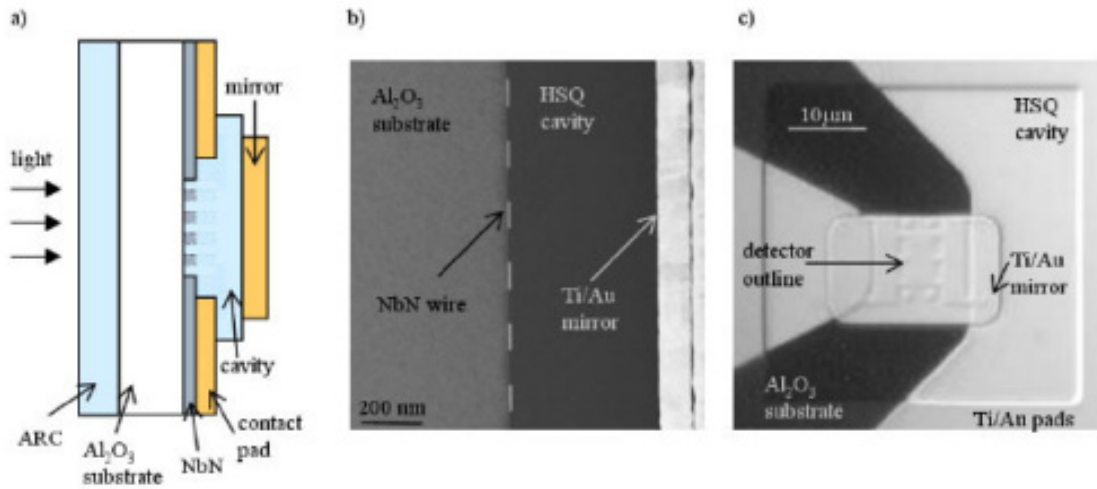 a)
mirror
light
cavity
contact
pad
ARC
Al₂O₃
substrate
NbN
b)
Al₂O₃
substrate
HSQ
cavity
NbN wire
Ti/Au
mirror
200 nm
c)
10μm
HSQ
cavity
detector
outline
Ti/Au
mirror
Al₂O₃
substrate
Ti/Au pads